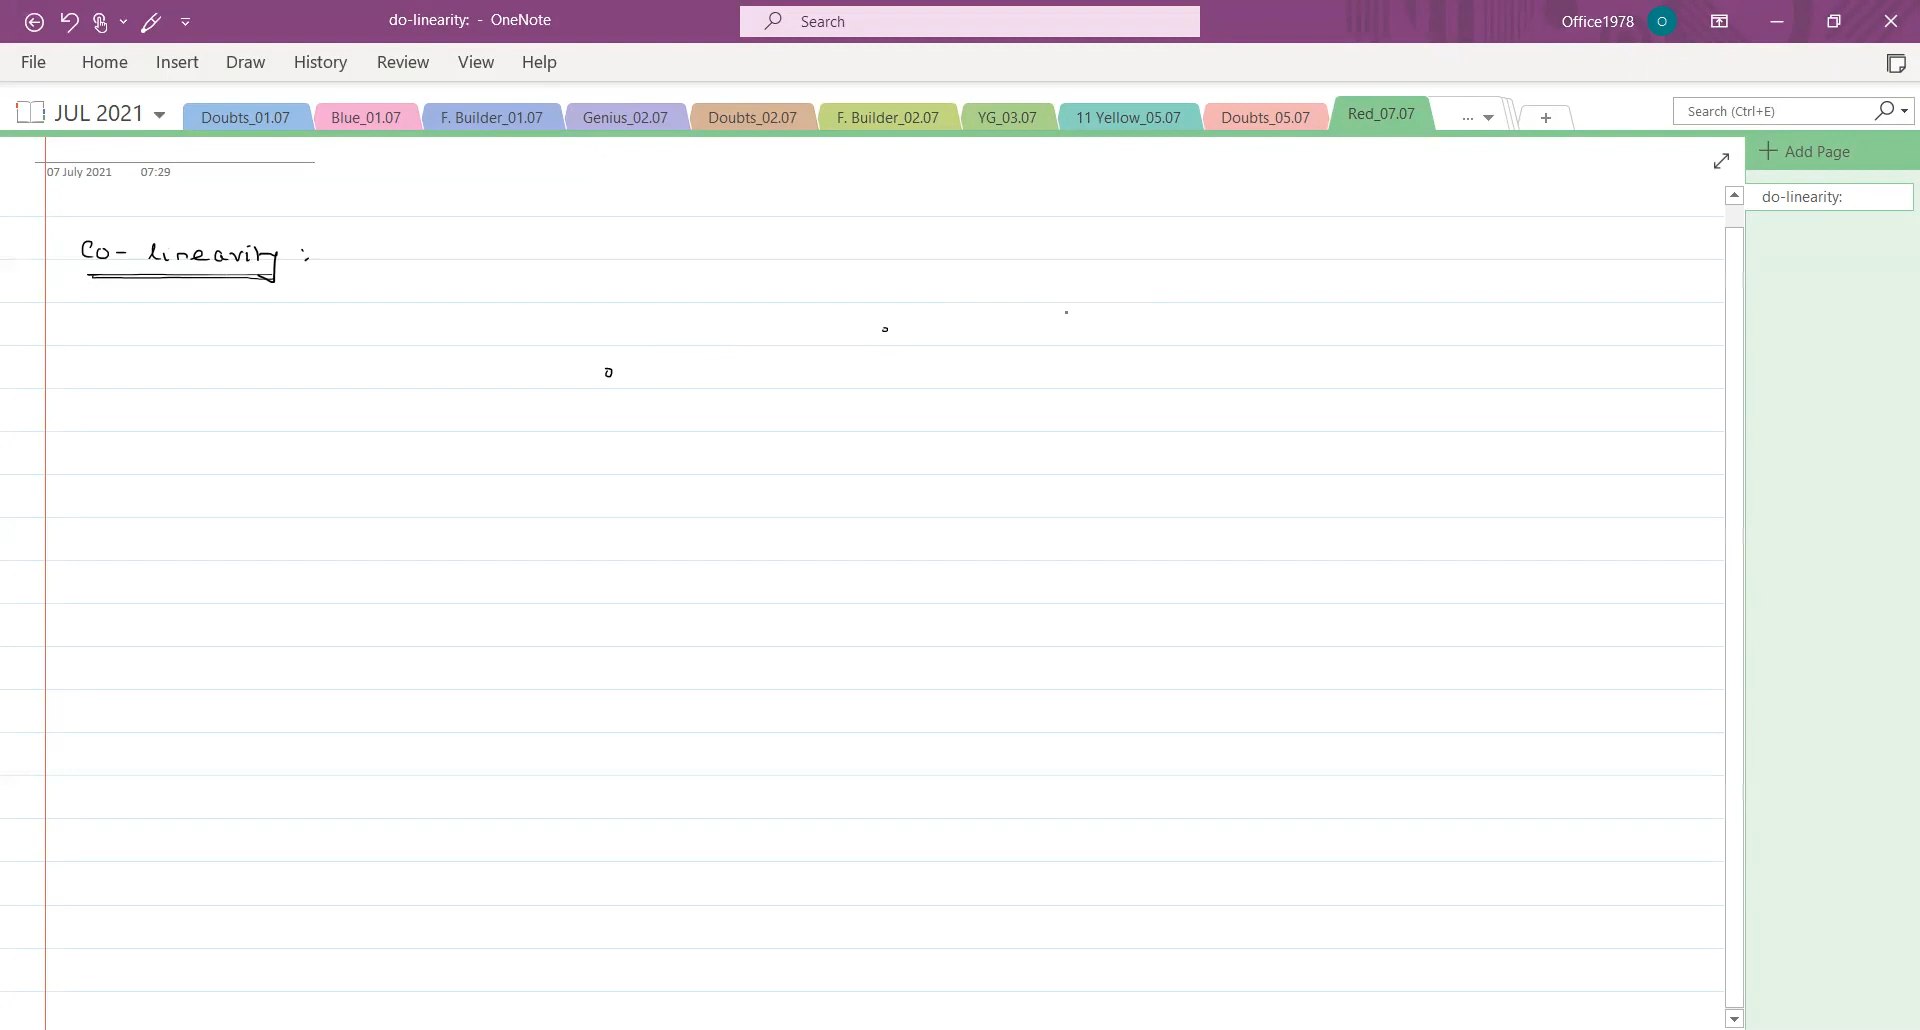 do-linearity: - OneNote
Search
Office1978
O
File Home Insert Draw History Review View Help
JUL 2021
Doubts_01.07
Blue_01.07
F. Builder_01.07
Genius_02.07
Doubts_02.07
F. Builder_02.07
YG_03.07
11 Yellow_05.07
Doubts_05.07
Red_07.07
...
Search (Ctrl+E)
Add Page
do-linearity:
07 July 2021 07:29
Co-linearity: